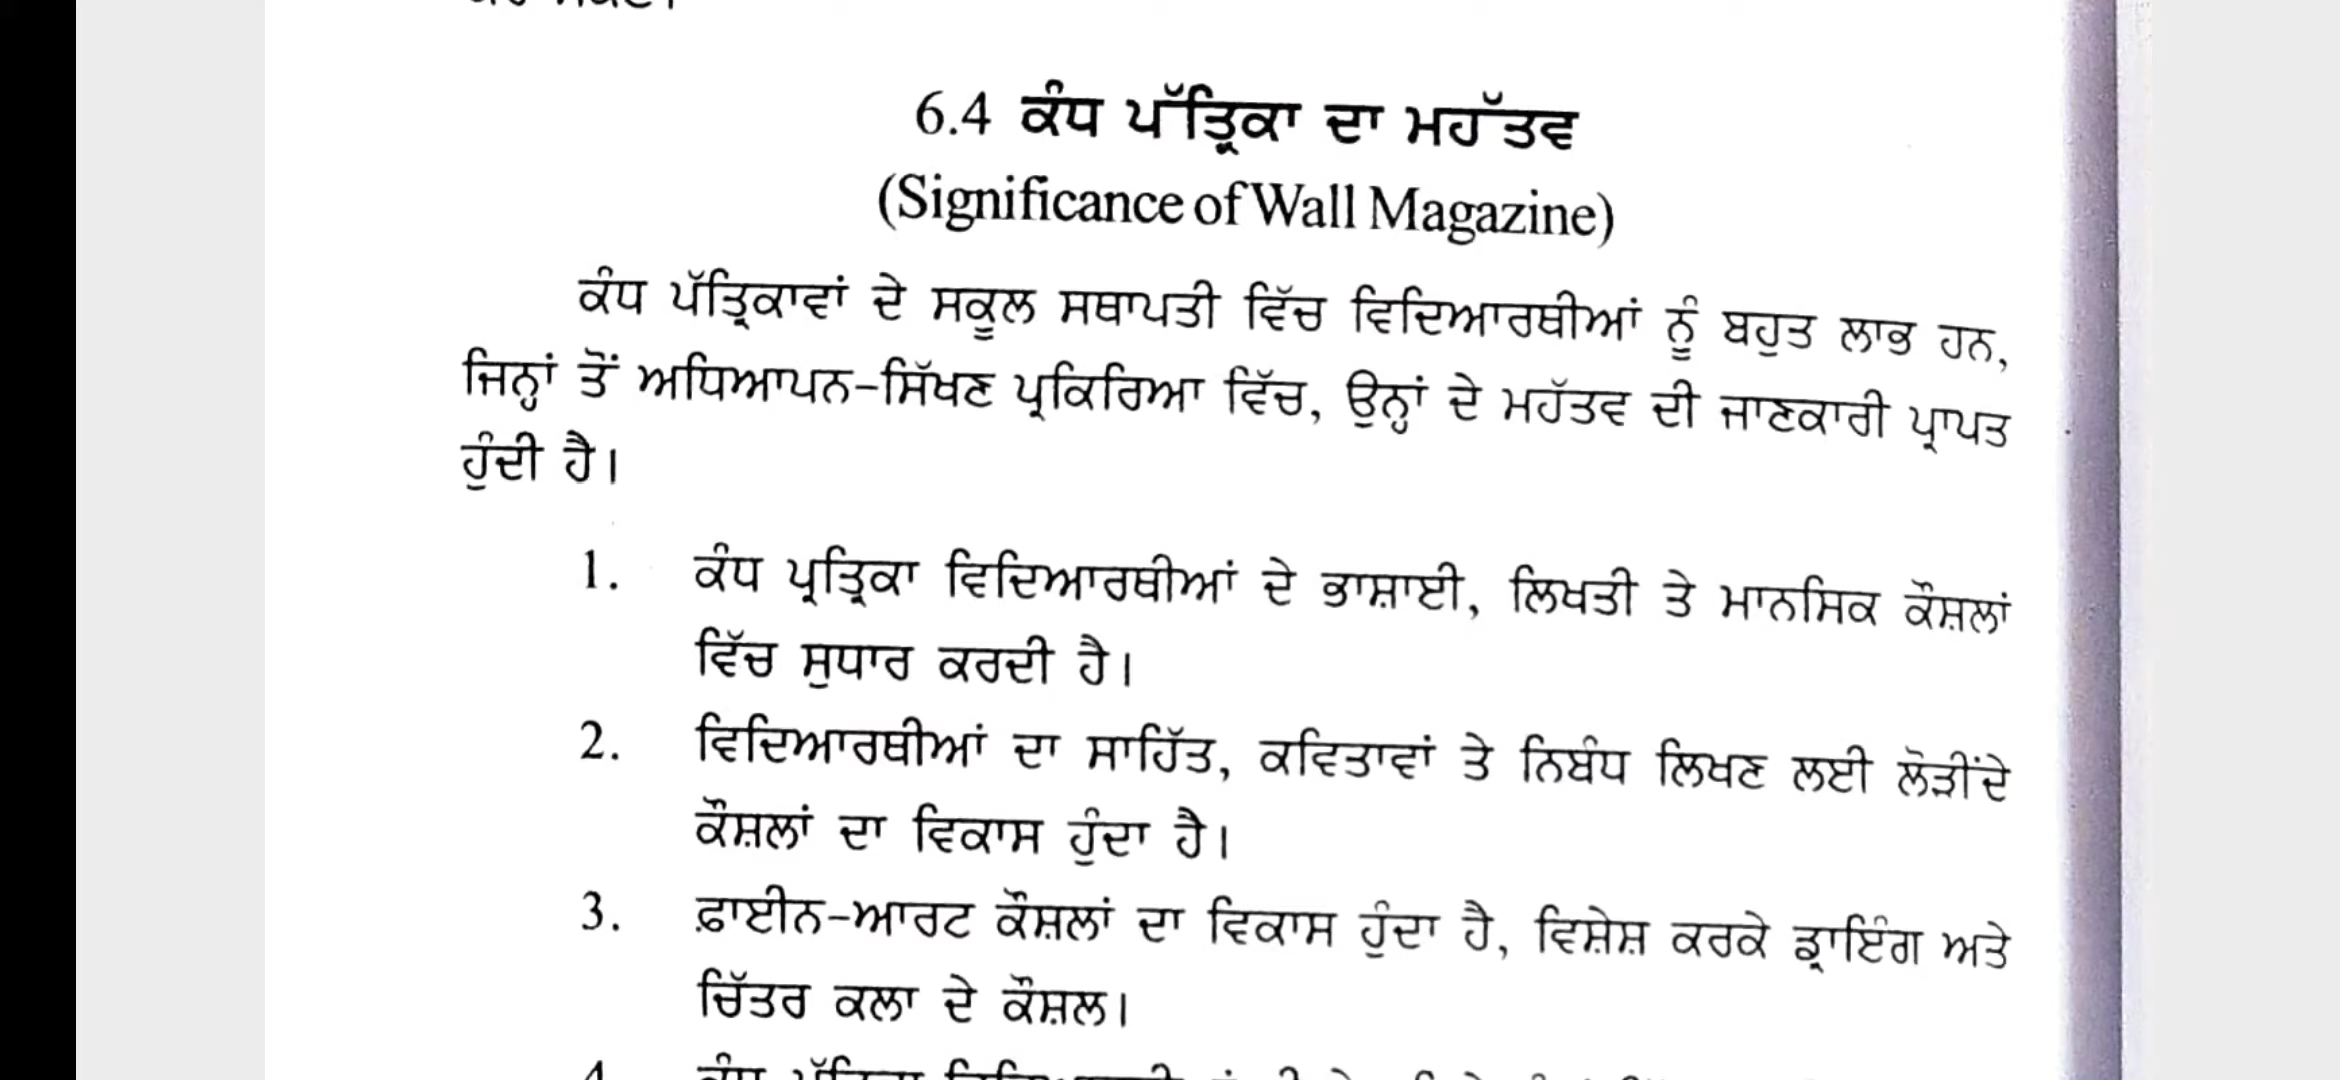 6.4 ਕੰਧ ਪੱਤ੍ਰਿਕਾ ਦਾ ਮਹੱਤਵ
(Significance of Wall Magazine)
ਕੰਧ ਪੱਤ੍ਰਿਕਾਵਾਂ ਦੇ ਸਕੂਲ ਸਥਾਪਤੀ ਵਿੱਚ ਵਿਦਿਆਰਥੀਆਂ ਨੂੰ ਬਹੁਤ ਲਾਭ ਹਨ,
ਜਿਨ੍ਹਾਂ ਤੋਂ ਅਧਿਆਪਨ-ਸਿੱਖਣ ਪ੍ਰਕਿਰਿਆ ਵਿੱਚ, ਉਨ੍ਹਾਂ ਦੇ ਮਹੱਤਵ ਦੀ ਜਾਣਕਾਰੀ ਪ੍ਰਾਪਤ
ਹੁੰਦੀ ਹੈ।
1. ਕੰਧ ਪ੍ਰਤ੍ਰਿਕਾ ਵਿਦਿਆਰਥੀਆਂ ਦੇ ਭਾਸ਼ਾਈ, ਲਿਖਤੀ ਤੇ ਮਾਨਸਿਕ ਕੌਸ਼ਲਾਂ
ਵਿੱਚ ਸੁਧਾਰ ਕਰਦੀ ਹੈ।
2. ਵਿਦਿਆਰਥੀਆਂ ਦਾ ਸਾਹਿੱਤ, ਕਵਿਤਾਵਾਂ ਤੇ ਨਿਬੰਧ ਲਿਖਣ ਲਈ ਲੋੜੀਂਦੇ
ਕੌਸ਼ਲਾਂ ਦਾ ਵਿਕਾਸ ਹੁੰਦਾ ਹੈ।
3. ਫ਼ਾਈਨ-ਆਰਟ ਕੌਸ਼ਲਾਂ ਦਾ ਵਿਕਾਸ ਹੁੰਦਾ ਹੈ, ਵਿਸ਼ੇਸ਼ ਕਰਕੇ ਡ੍ਰਾਇੰਗ ਅਤੇ
ਚਿੱਤਰ ਕਲਾ ਦੇ ਕੌਸ਼ਲ।